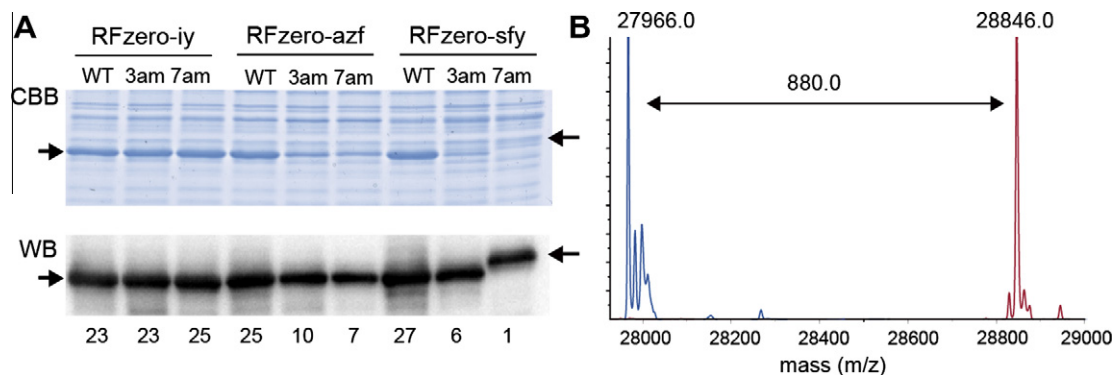 A
RFzero-iy RFzero-azf RFzero-sfy
WT 3am 7am WT 3am 7am WT 3am 7am
CBB
WB
23 23 25 25 10 7 27 6 1
B
27966.0 28846.0
880.0
28000 28200 28400 28600 28800 29000
mass (m/z)